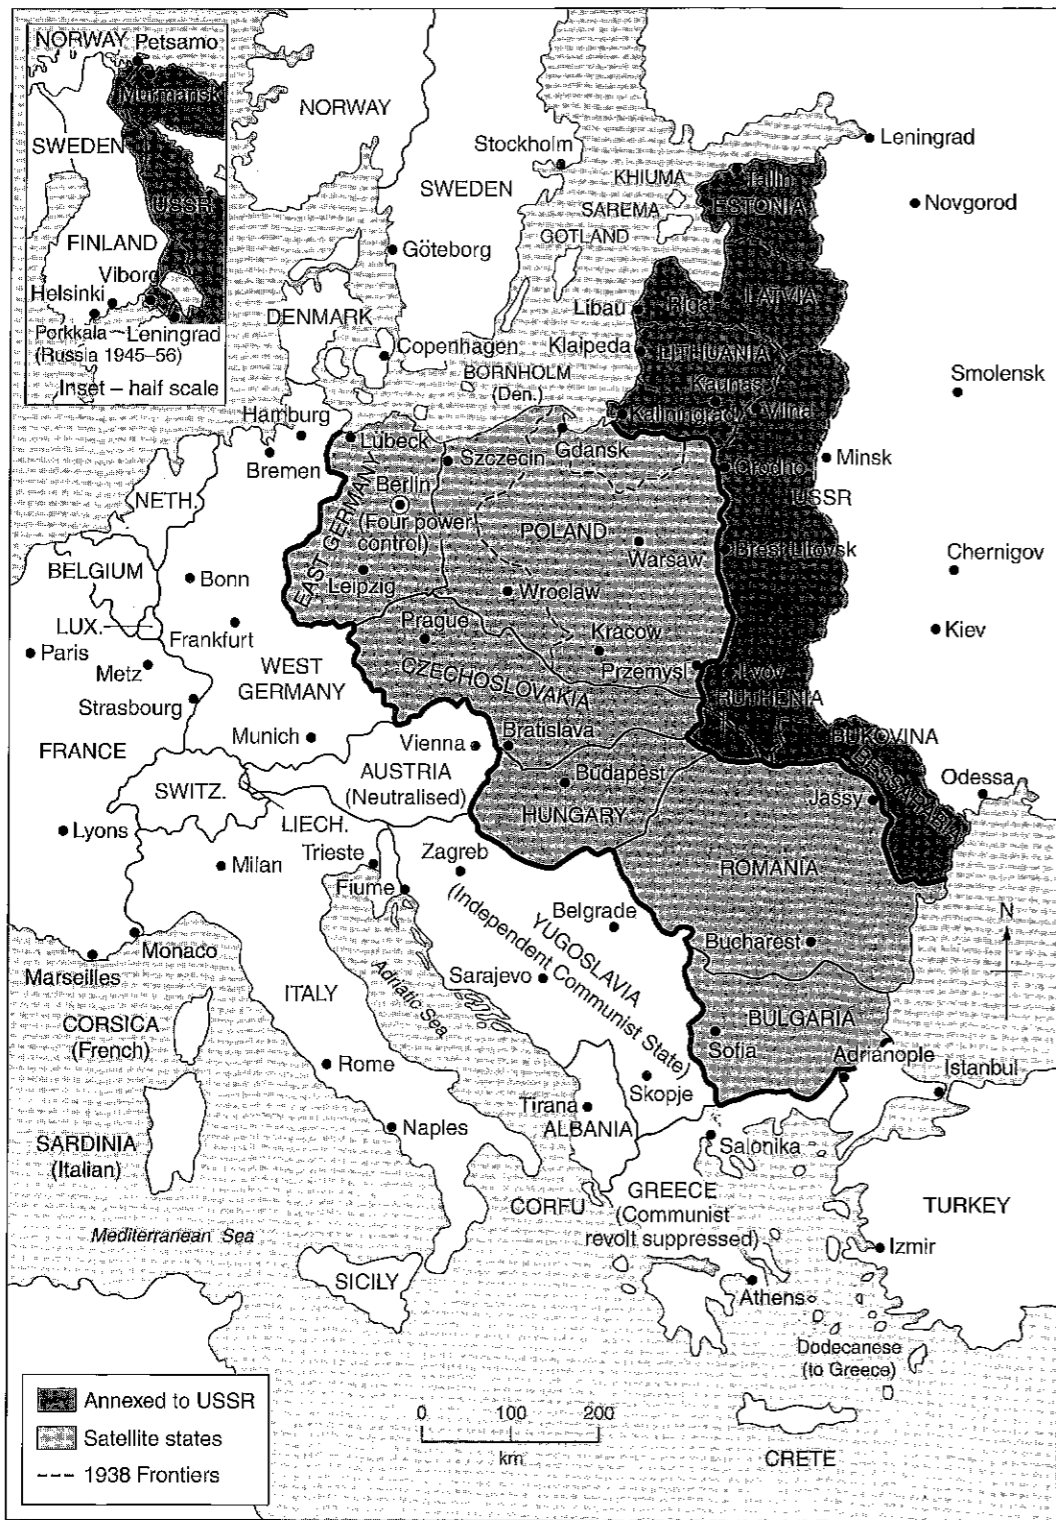 NORWAY Petsamo
Murmansk
SWEDEN
USSR
FINLAND
Viborg
Helsinki
Porkkala
Leningrad
(Russia 1945–56)
Inset – half scale
NORWAY
SWEDEN
Stockholm
KHIUMA
SAREMA
GOTLAND
Göteborg
Leningrad
Tallin
ESTONIA
Novgorod
DENMARK
Copenhagen
BORNHOLM
(Den.)
Libau
Riga
LATVIA
Klaipeda
LITHUANIA
Kaunas
Kaliningrad
Vilna
Smolensk
Hamburg
Lübeck
Bremen
NETH.
Szczecin
Gdansk
Grodno
Minsk
USSR
EAST GERMANY
Berlin
(Four power
control)
POLAND
Warsaw
Brest Litovsk
Chernigov
BELGIUM
Bonn
Leipzig
Wroclaw
LUX.
Frankfurt
Paris
Metz
Prague
Kracow
Przemysl
Lvov
Kiev
WEST
GERMANY
CZECHOSLOVAKIA
RUTHENIA
Strasbourg
Munich
Vienna
Bratislava
BUKOVINA
BESSARABIA
FRANCE
SWITZ.
AUSTRIA
(Neutralised)
Budapest
HUNGARY
Jassy
Odessa
LIECH.
Lyons
Milan
Trieste
Zagreb
Fiume
ROMANIA
Belgrade
Bucharest
N
YUGOSLAVIA
(Independent Communist State)
Monaco
Marseilles
ITALY
Adriatic Sea
Sarajevo
CORSICA
(French)
BULGARIA
Sofia
Adrianople
Istanbul
Rome
Skopje
Tirana
ALBANIA
SARDINIA
(Italian)
Naples
Salonika
CORFU
GREECE
(Communist
revolt suppressed)
TURKEY
Mediterranean Sea
Izmir
SICILY
Athens
Dodecanese
(to Greece)
CRETE
Annexed to USSR
Satellite states
1938 Frontiers
0 100 200
km